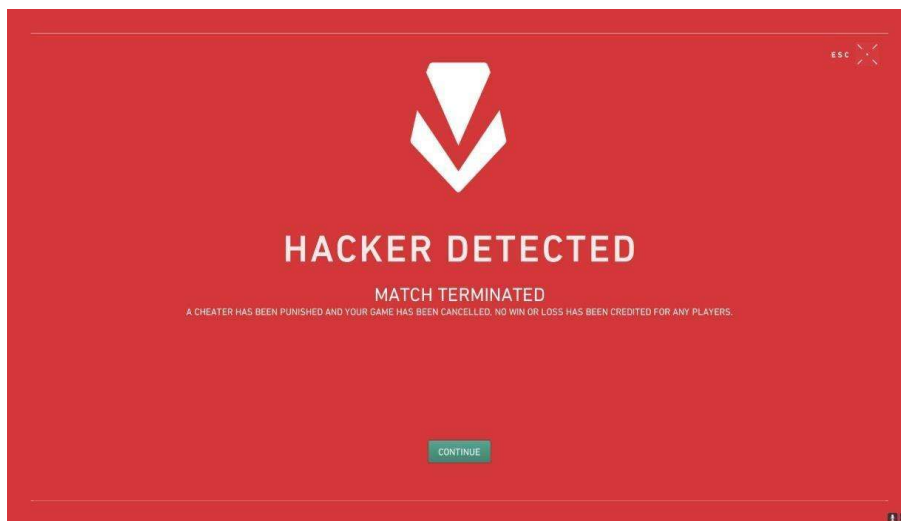 ESC
HACKER DETECTED
MATCH TERMINATED
A CHEATER HAS BEEN PUNISHED AND YOUR GAME HAS BEEN CANCELLED, NO WIN OR LOSS HAS BEEN CREDITED FOR ANY PLAYERS.
CONTINUE